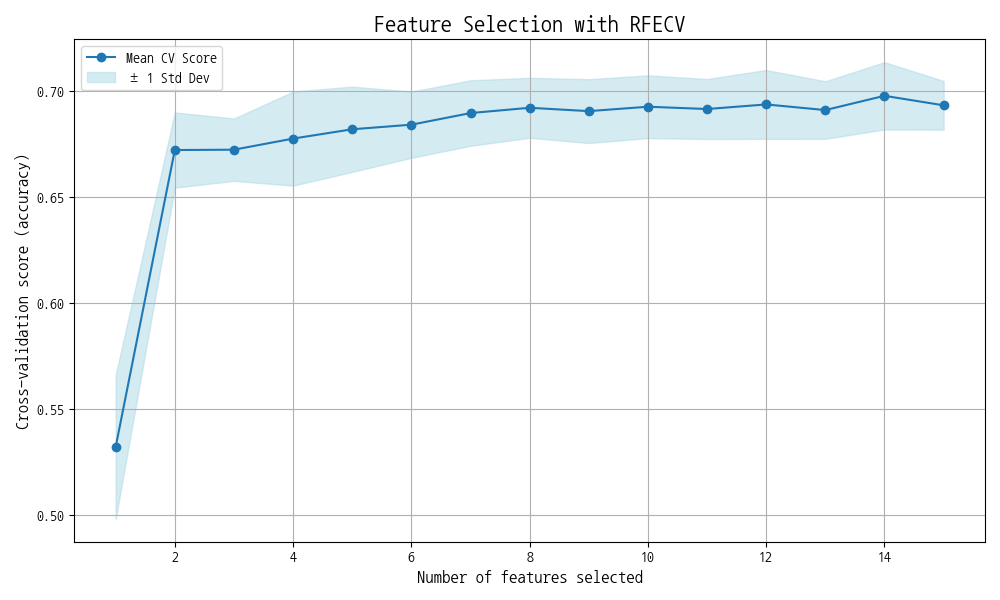 Feature Selection with RFECV
Mean CV Score
± 1 Std Dev
Cross-validation score (accuracy)
0.70
0.65
0.60
0.55
0.50
2 4 6 8 10 12 14
Number of features selected